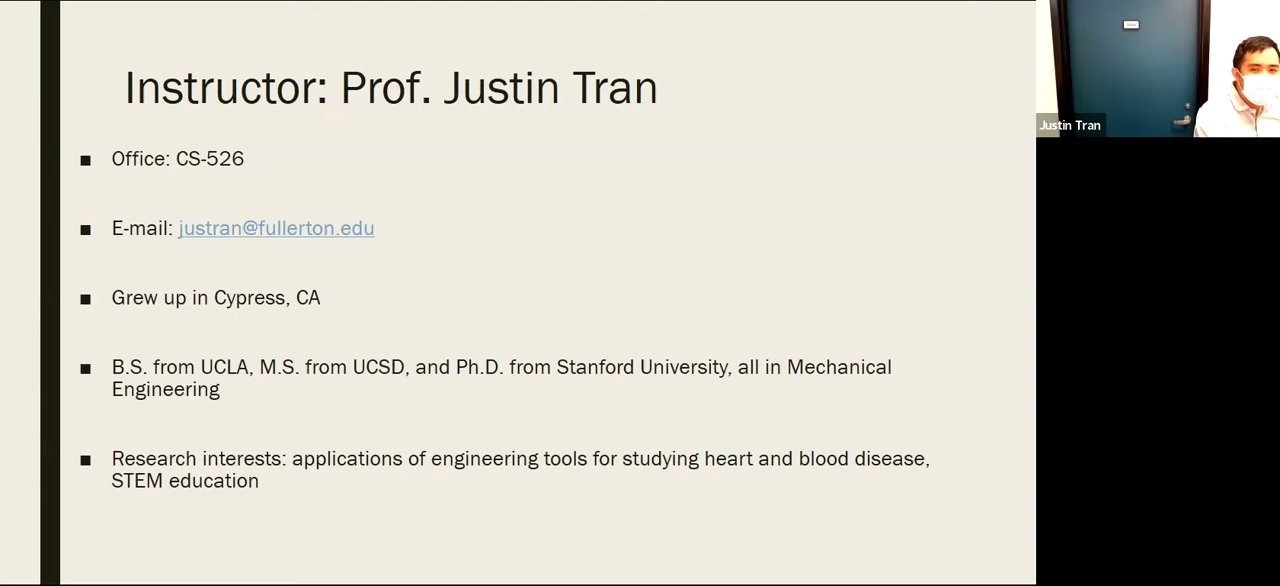 Instructor: Prof. Justin Tran
■ Office: CS-526
■ E-mail: justran@fullerton.edu
■ Grew up in Cypress, CA
■ B.S. from UCLA, M.S. from UCSD, and Ph.D. from Stanford University, all in Mechanical
Engineering
■ Research interests: applications of engineering tools for studying heart and blood disease,
STEM education
Justin Tran